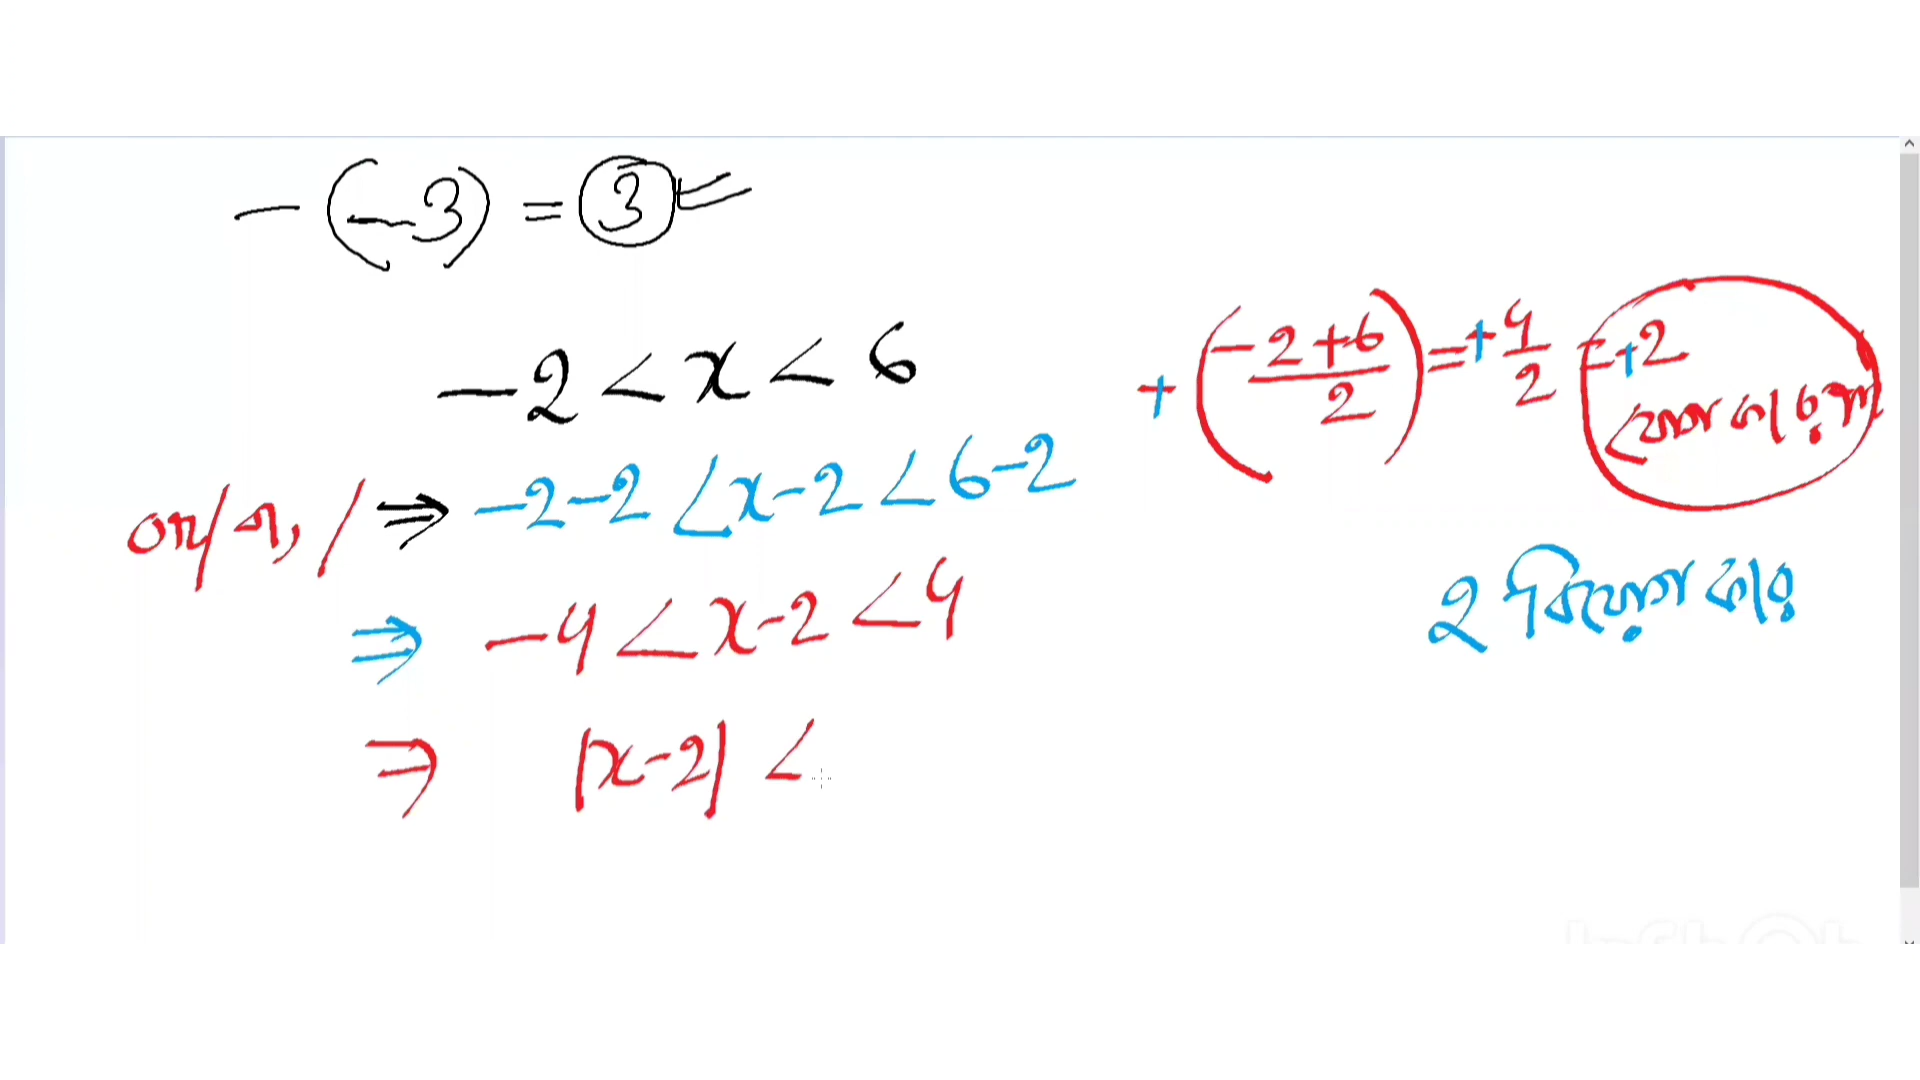 -(-3) = 3
-2 < x < 6
+(-2+6/2) = +4/2 = +2
⇒ -2-2 < x-2 < 6-2
⇒ -4 < x-2 < 4
2 বিয়োগ করে
⇒ |x-2| <